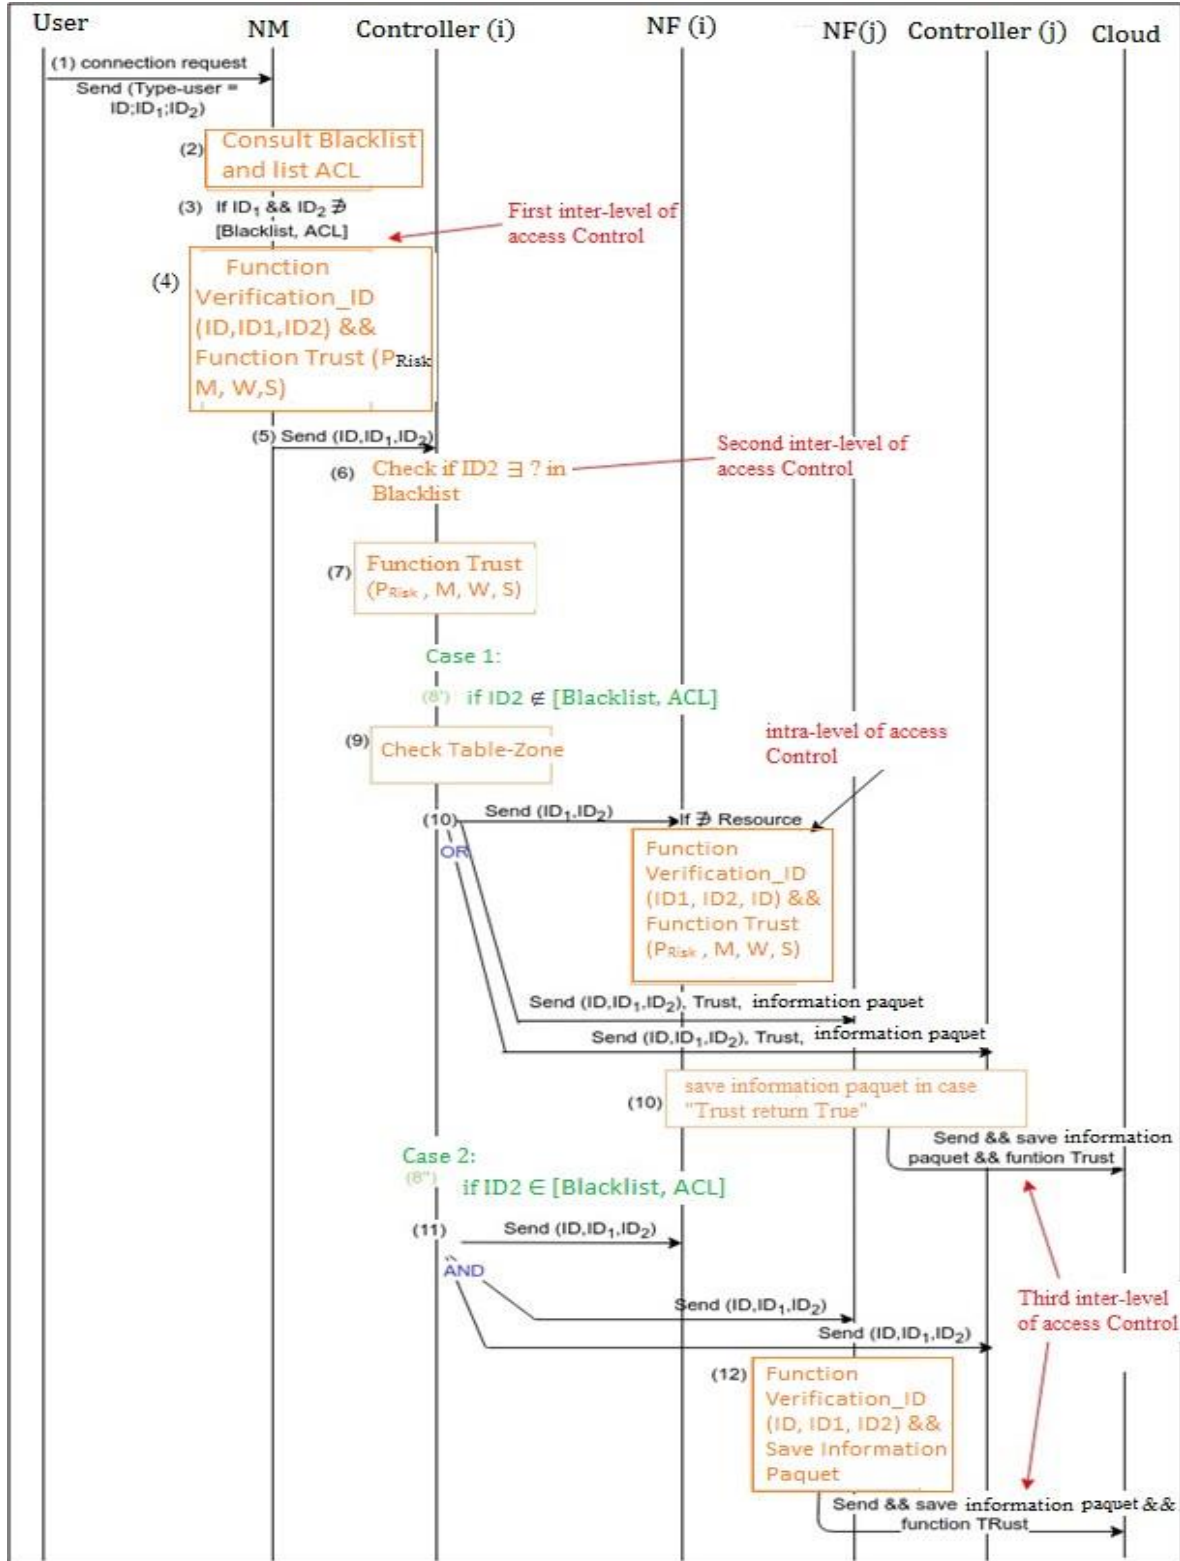 User
NM
Controller (i)
NF (i)
NF(j)
Controller (j)
Cloud
(1) connection request
Send (Type-user =
ID;ID₁;ID₂)
(2)
Consult Blacklist
and list ACL
(3) If ID₁ && ID₂ ∌
[Blacklist, ACL]
First inter-level of
access Control
(4)
Function
Verification_ID
(ID,ID1,ID2) &&
Function Trust (P_Risk
M, W,S)
(5) Send (ID,ID₁,ID₂)
Second inter-level of
access Control
(6)
Check if ID2 ∃ ? in
Blacklist
(7)
Function Trust
(P_Risk , M, W, S)
Case 1:
(8') if ID2 ∉ [Blacklist, ACL]
(9)
Check Table-Zone
intra-level of access
Control
(10)
Send (ID₁,ID₂)
If ∌ Resource
OR
Function
Verification_ID
(ID1, ID2, ID) &&
Function Trust
(P_Risk , M, W, S)
Send (ID,ID₁,ID₂), Trust, information paquet
Send (ID,ID₁,ID₂), Trust, information paquet
(10)
save information paquet in case
"Trust return True"
Send && save information
paquet && funtion Trust
Case 2:
(8'') if ID2 ∈ [Blacklist, ACL]
(11)
Send (ID,ID₁,ID₂)
AND
Send (ID,ID₁,ID₂)
Send (ID,ID₁,ID₂)
Third inter-level
of access Control
(12)
Function
Verification_ID
(ID, ID1, ID2) &&
Save Information
Paquet
Send && save information paquet &&
function TRust